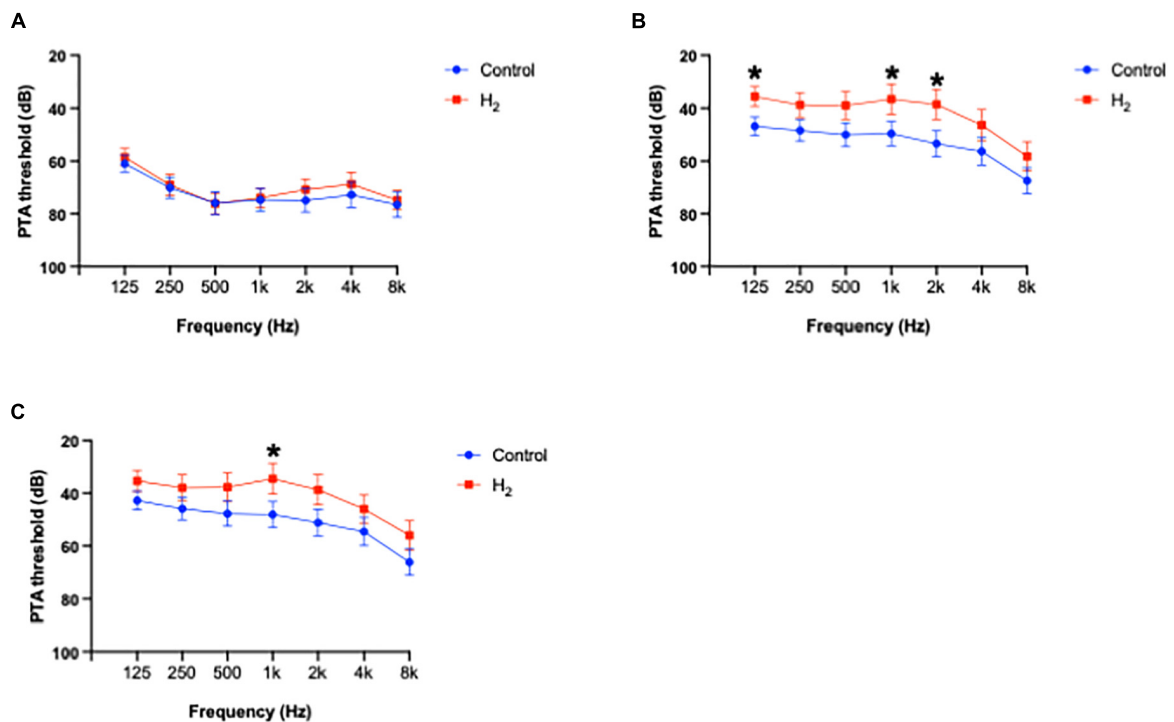 A
20
40
60
80
100
PTA threshold (dB)
125 250 500 1k 2k 4k 8k
Frequency (Hz)
Control
H₂
B
20
40
60
80
100
PTA threshold (dB)
* * *
125 250 500 1k 2k 4k 8k
Frequency (Hz)
Control
H₂
C
20
40
60
80
100
PTA threshold (dB)
*
125 250 500 1k 2k 4k 8k
Frequency (Hz)
Control
H₂